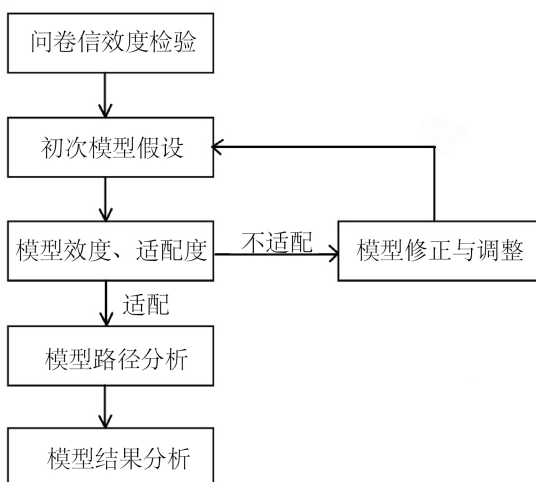 问卷信效度检验
初次模型假设
模型效度、适配度
不适配
模型修正与调整
适配
模型路径分析
模型结果分析